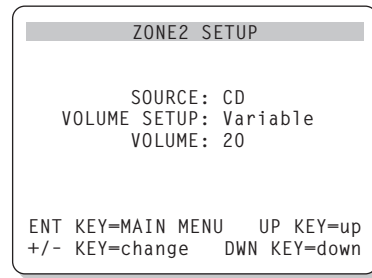 ZONE2 SETUP
SOURCE: CD
VOLUME SETUP: Variable
VOLUME: 20
ENT KEY=MAIN MENU UP KEY=up
+/- KEY=change DWN KEY=down